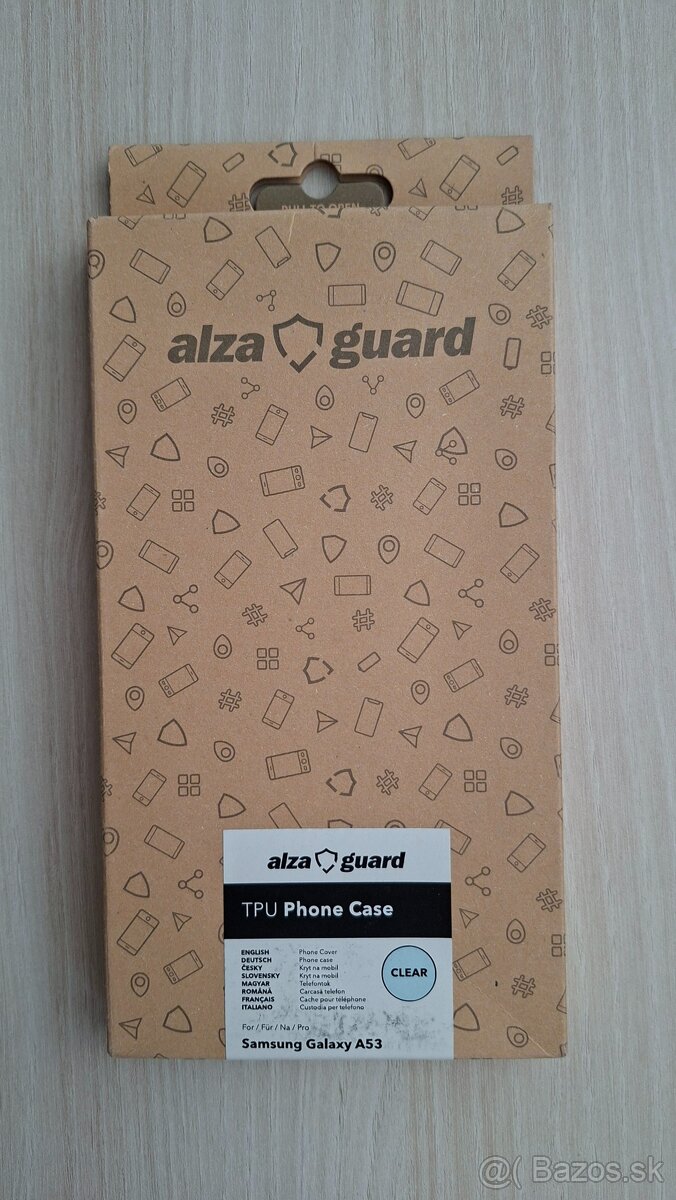 PULL TO OPEN
alza guard
alza guard
TPU Phone Case
ENGLISH Phone Cover
DEUTSCH Phone case
ČESKY Kryt na mobil
SLOVENSKY Kryt na mobil
MAGYAR Telefontok
ROMÂNĂ Carcasă telefon
FRANÇAIS Cache pour téléphone
ITALIANO Custodia per telefono
CLEAR
For / Für / Na / Pro
Samsung Galaxy A53
@( Bazos.sk